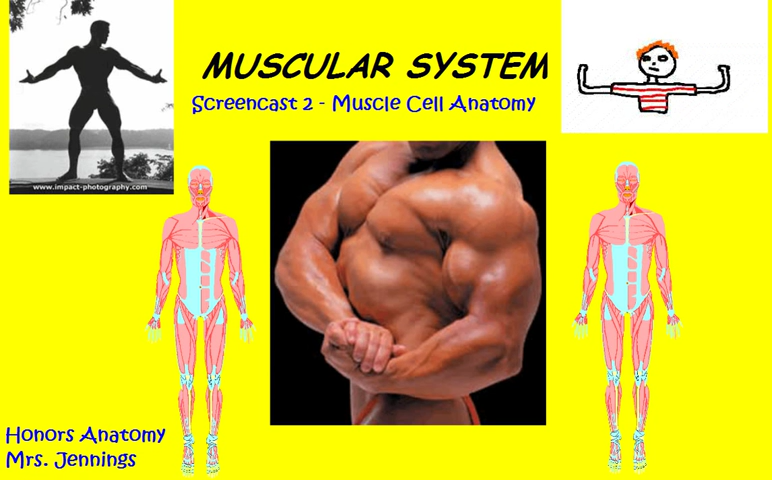 MUSCULAR SYSTEM
Screencast 2 - Muscle Cell Anatomy
www.impact-photography.com
Honors Anatomy
Mrs. Jennings